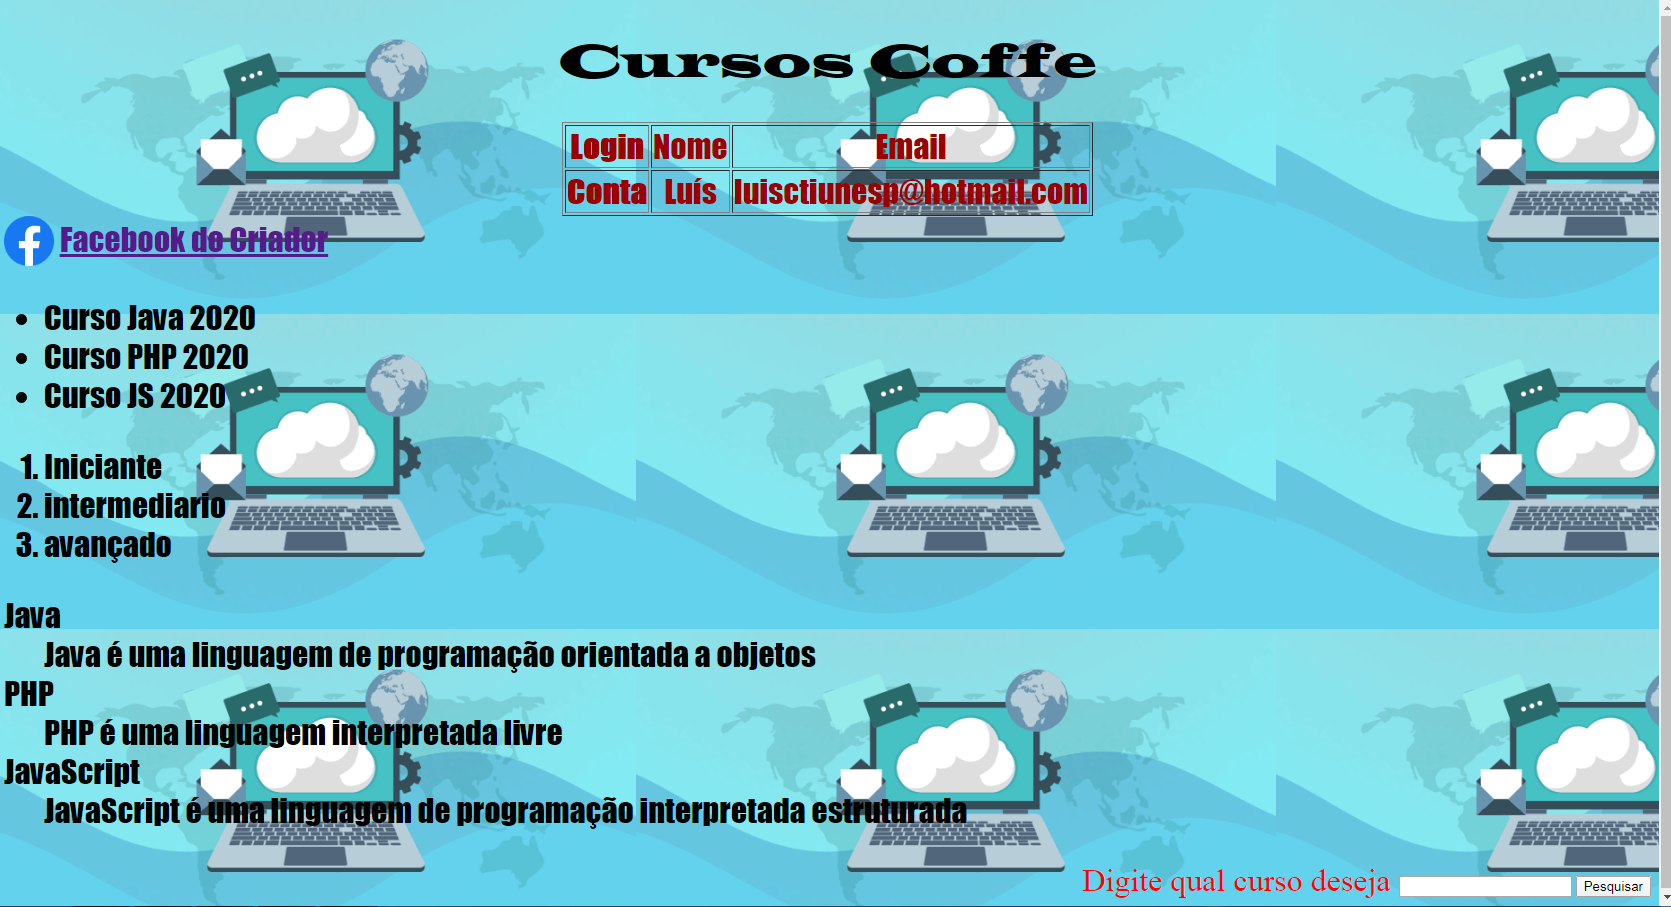 Cursos Coffe
Login Nome Email
Conta Luís luisctiunesp@hotmail.com
Facebook do Criador
Curso Java 2020
Curso PHP 2020
Curso JS 2020
1. Iniciante
2. intermediario
3. avançado
Java
Java é uma linguagem de programação orientada a objetos
PHP
PHP é uma linguagem interpretada livre
JavaScript
JavaScript é uma linguagem de programação interpretada estruturada
Digite qual curso deseja Pesquisar